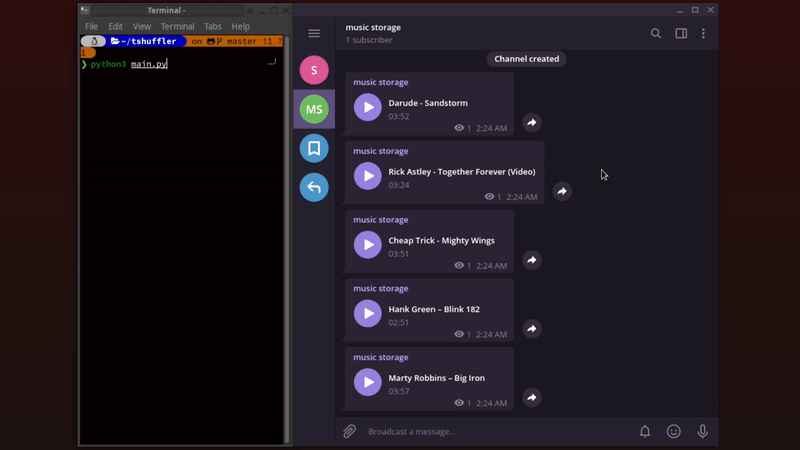 Terminal -
File Edit View Terminal Tabs Help
~/tshuffler on master !1 ?
1
❯ python3 main.py
S
MS
music storage
1 subscriber
Channel created
music storage
Darude - Sandstorm
03:52
1 2:24 AM
music storage
Rick Astley - Together Forever (Video)
03:24
1 2:24 AM
music storage
Cheap Trick - Mighty Wings
03:51
1 2:24 AM
music storage
Hank Green – Blink 182
02:51
1 2:24 AM
music storage
Marty Robbins – Big Iron
03:57
1 2:24 AM
Broadcast a message...